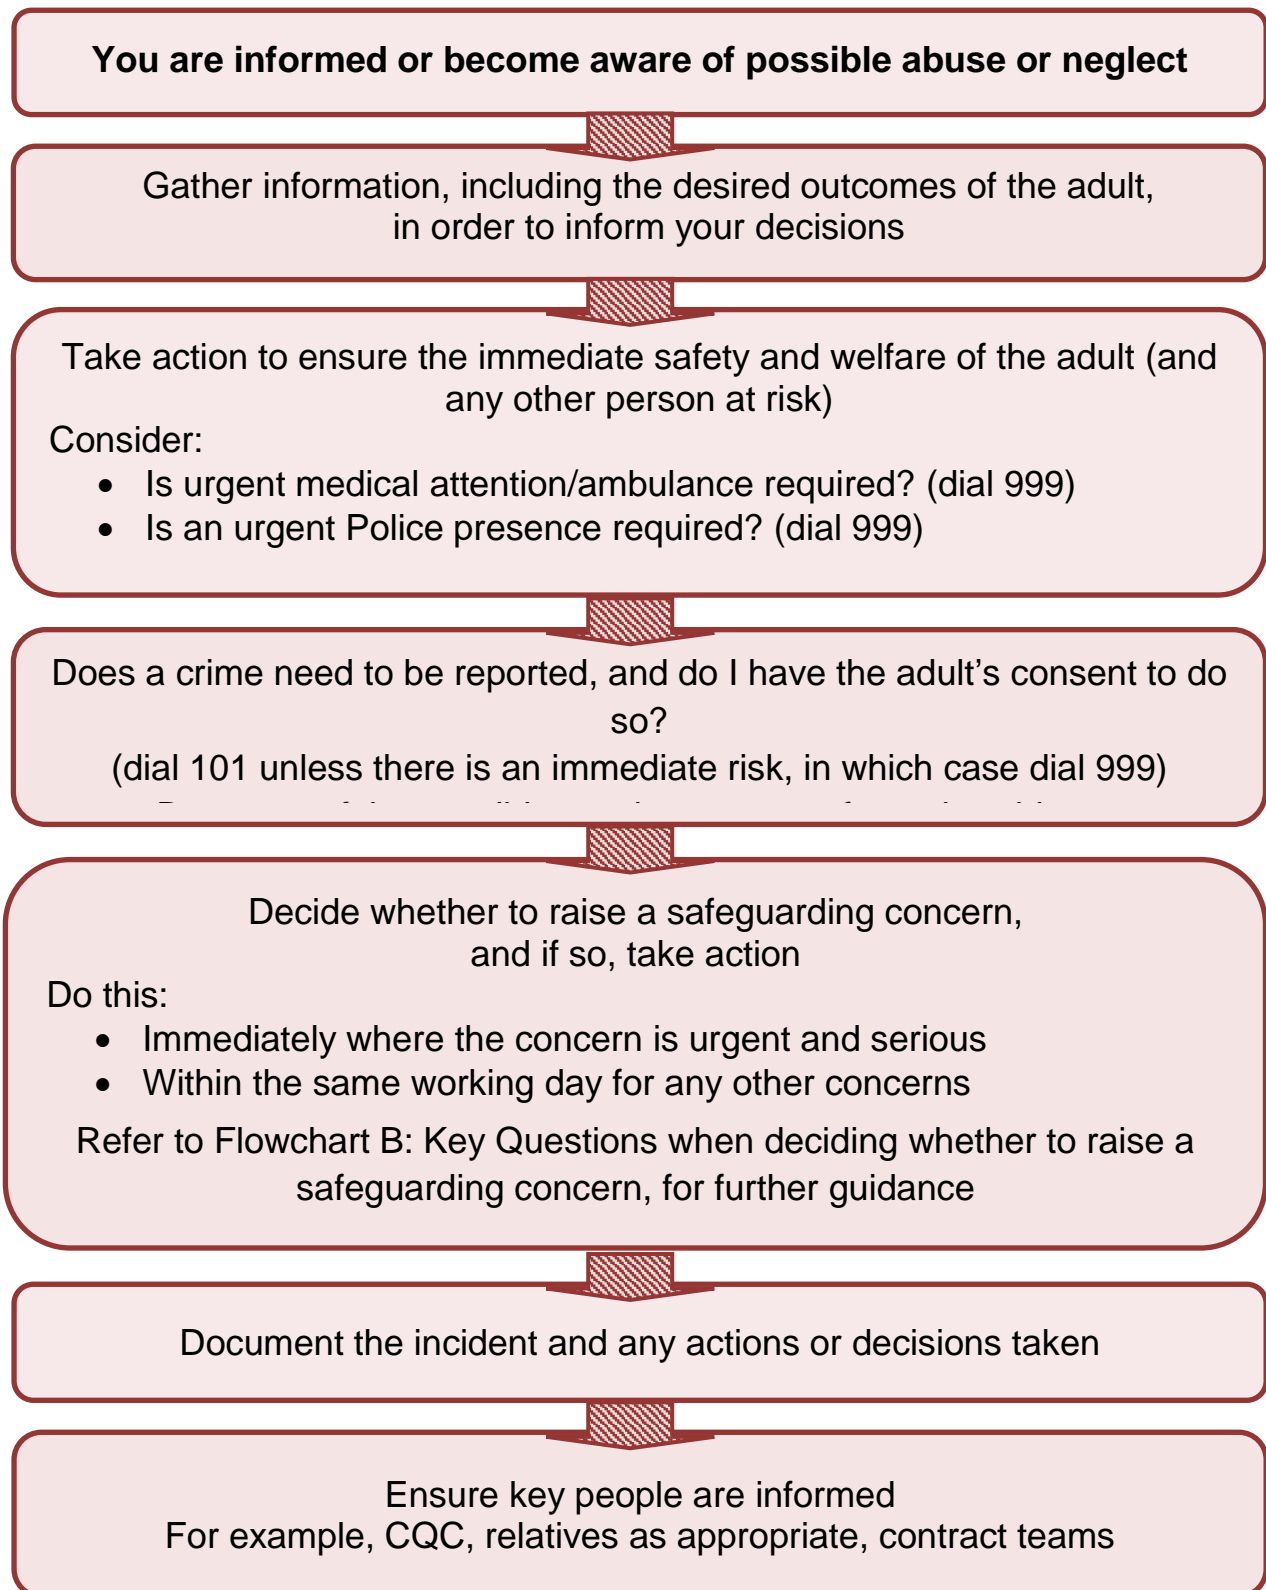 You are informed or become aware of possible abuse or neglect
Gather information, including the desired outcomes of the adult,
in order to inform your decisions
Take action to ensure the immediate safety and welfare of the adult (and
any other person at risk)
Consider:
• Is urgent medical attention/ambulance required? (dial 999)
• Is an urgent Police presence required? (dial 999)
Does a crime need to be reported, and do I have the adult’s consent to do
so?
(dial 101 unless there is an immediate risk, in which case dial 999)
Decide whether to raise a safeguarding concern,
and if so, take action
Do this:
• Immediately where the concern is urgent and serious
• Within the same working day for any other concerns
Refer to Flowchart B: Key Questions when deciding whether to raise a
safeguarding concern, for further guidance
Document the incident and any actions or decisions taken
Ensure key people are informed
For example, CQC, relatives as appropriate, contract teams